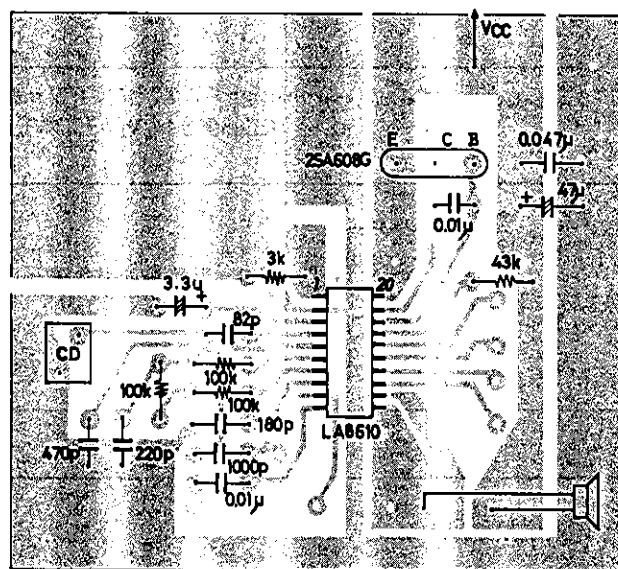 VCC
E C B
2SA608G
0.047µ
+ 47µ
0.01µ
3k
43k
3.3µ
+
1
20
82p
CD
100k
100k
100k
180p
LA8610
470p
220p
1000p
0.01µ